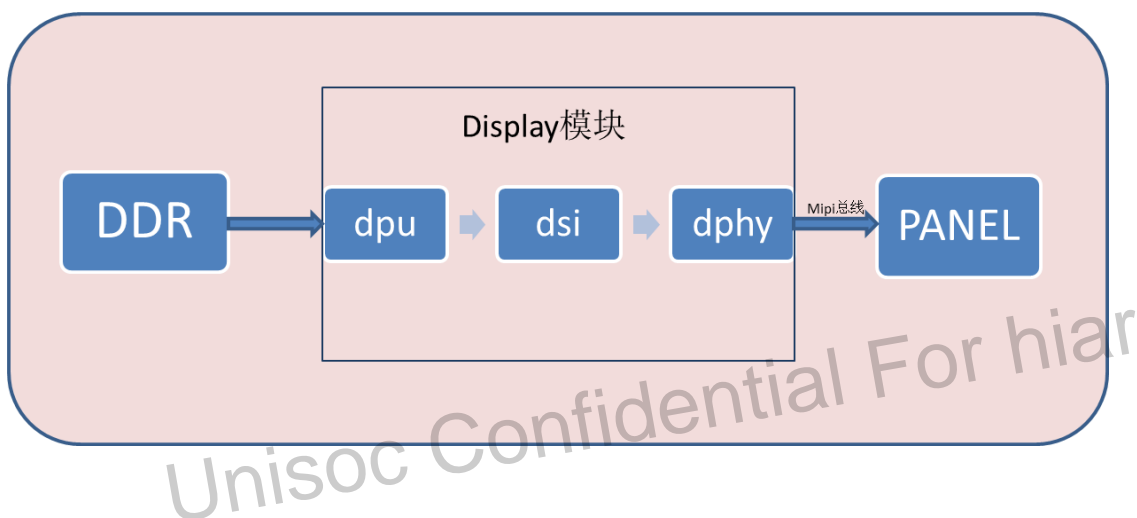 Display模块
DDR
dpu
dsi
dphy
Mipi总线
PANEL
Unisoc Confidential For hiar